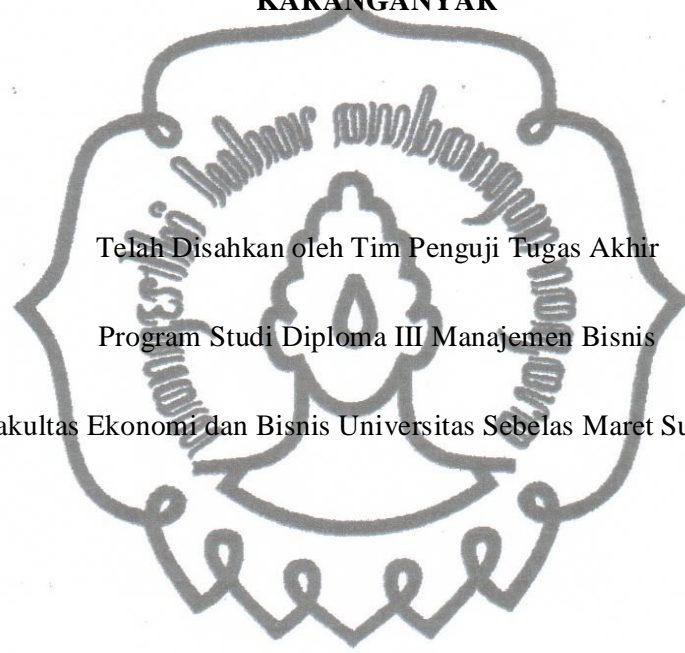 KARANGANYAR
Telah Disahkan oleh Tim Penguji Tugas Akhir
Program Studi Diploma III Manajemen Bisnis
akultas Ekonomi dan Bisnis Universitas Sebelas Maret Su